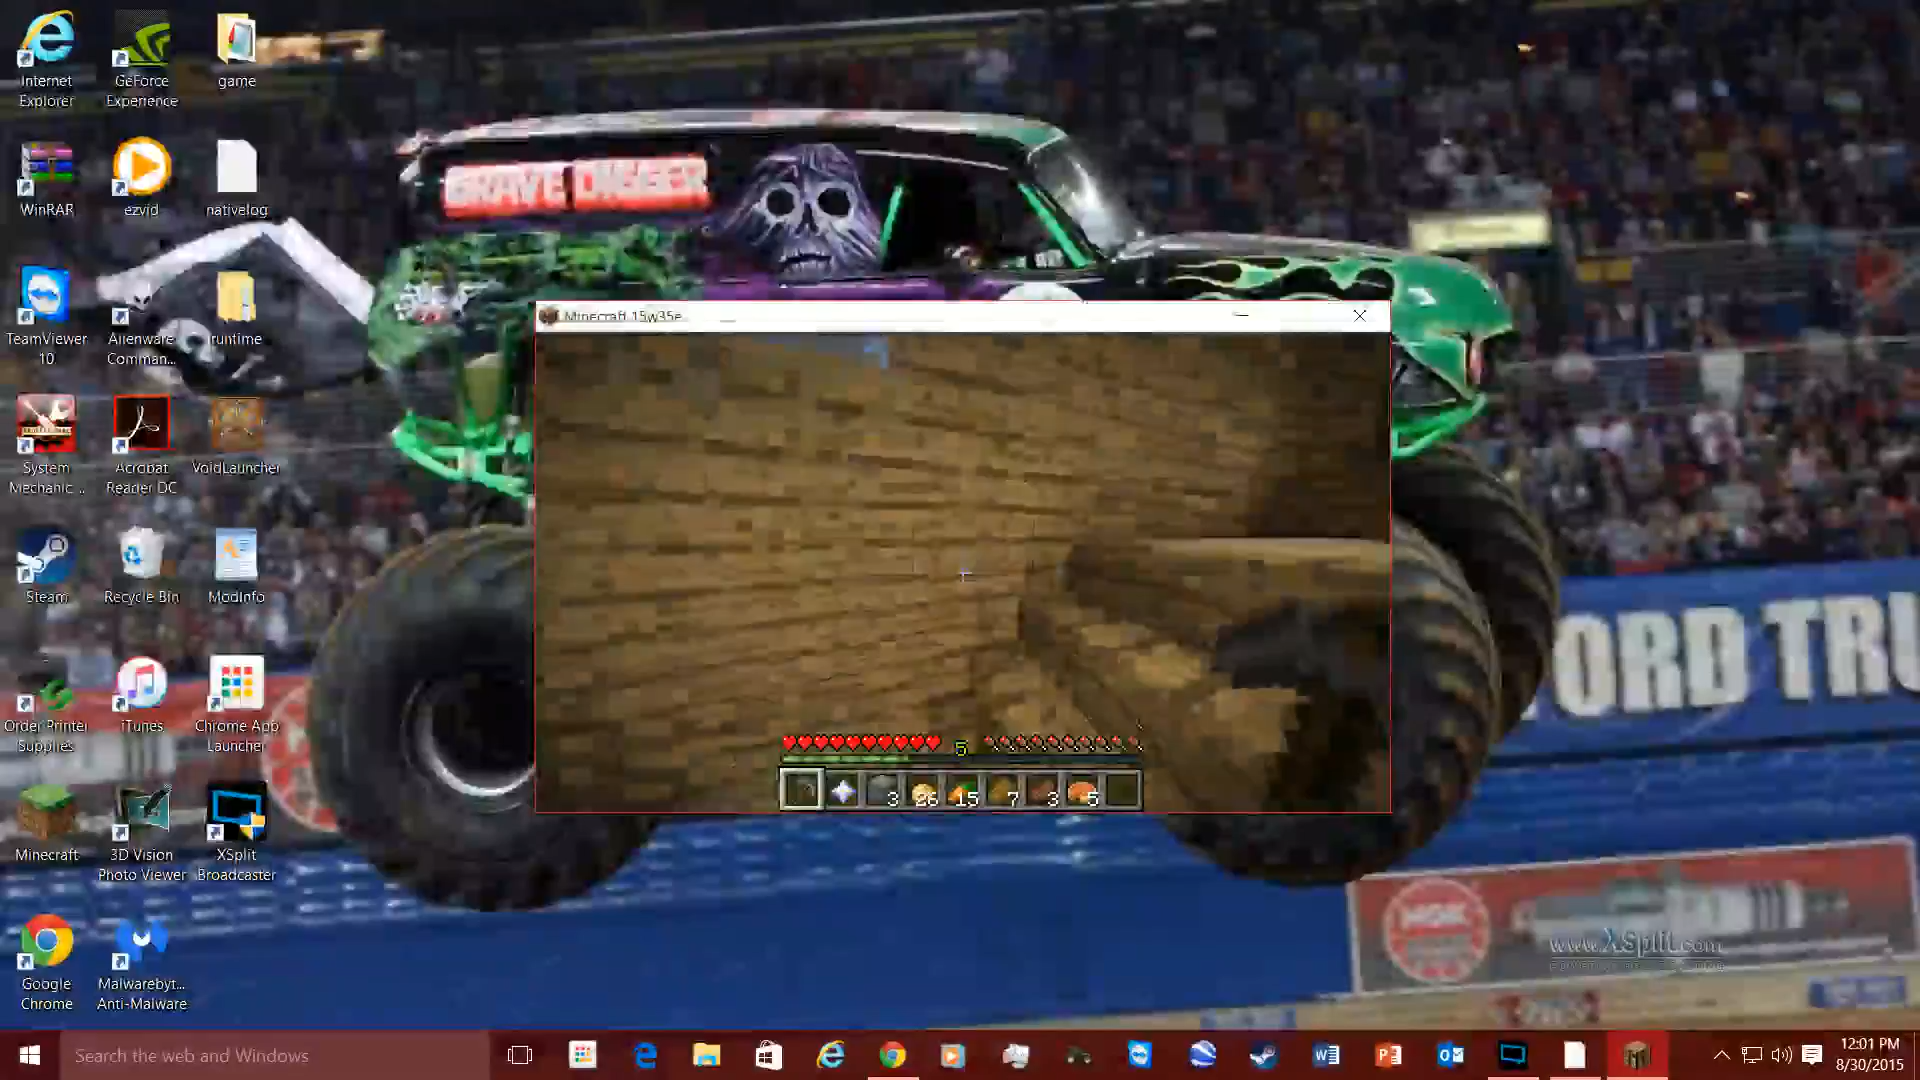 Internet
Explorer
GeForce
Experience
game
WinRAR
ezvid
nativelog
TeamViewer
10
Alienware
Comman...
runtime
System
Mechanic ...
Acrobat
Reader DC
VoidLauncher
Steam
Recycle Bin
ModInfo
Order Printer
Supplies
iTunes
Chrome App
Launcher
Minecraft
3D Vision
Photo Viewer
XSplit
Broadcaster
Google
Chrome
Malwareby...
Anti-Malware
GRAVE DIGGER
Minecraft 15w35e
5
3 26 15 7 3 5
FORD TRU
NGK
www.XSplit.com
Search the web and Windows
12:01 PM
8/30/2015